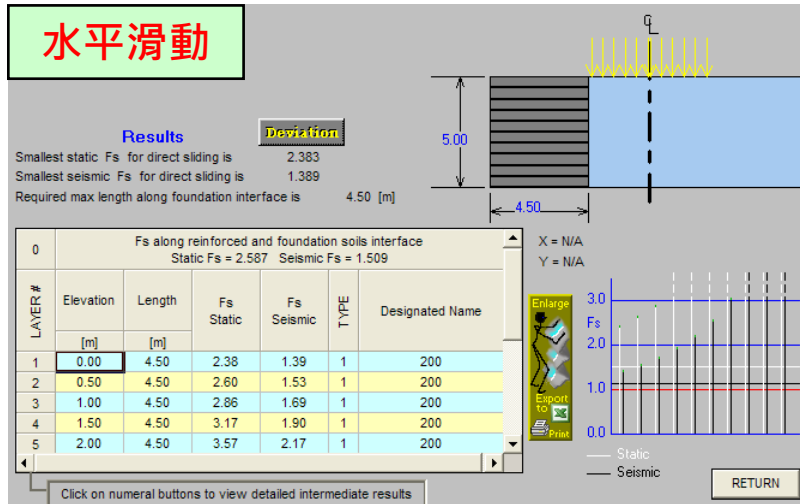 水平滑動
Results
Deviation
Smallest static Fs for direct sliding is 2.383
Smallest seismic Fs for direct sliding is 1.389
Required max length along foundation interface is 4.50 [m]
℄
5.00
4.50
X = N/A
Y = N/A
0 Fs along reinforced and foundation soils interface
Static Fs = 2.587 Seismic Fs = 1.509
LAYER # Elevation Length Fs Static Fs Seismic TYPE Designated Name
[m] [m]
1 0.00 4.50 2.38 1.39 1 200
2 0.50 4.50 2.60 1.53 1 200
3 1.00 4.50 2.86 1.69 1 200
4 1.50 4.50 3.17 1.90 1 200
5 2.00 4.50 3.57 2.17 1 200
Click on numeral buttons to view detailed intermediate results
Enlarge
Export
to
Print
3.0
Fs
2.0
1.0
0.0
Static
Seismic
RETURN